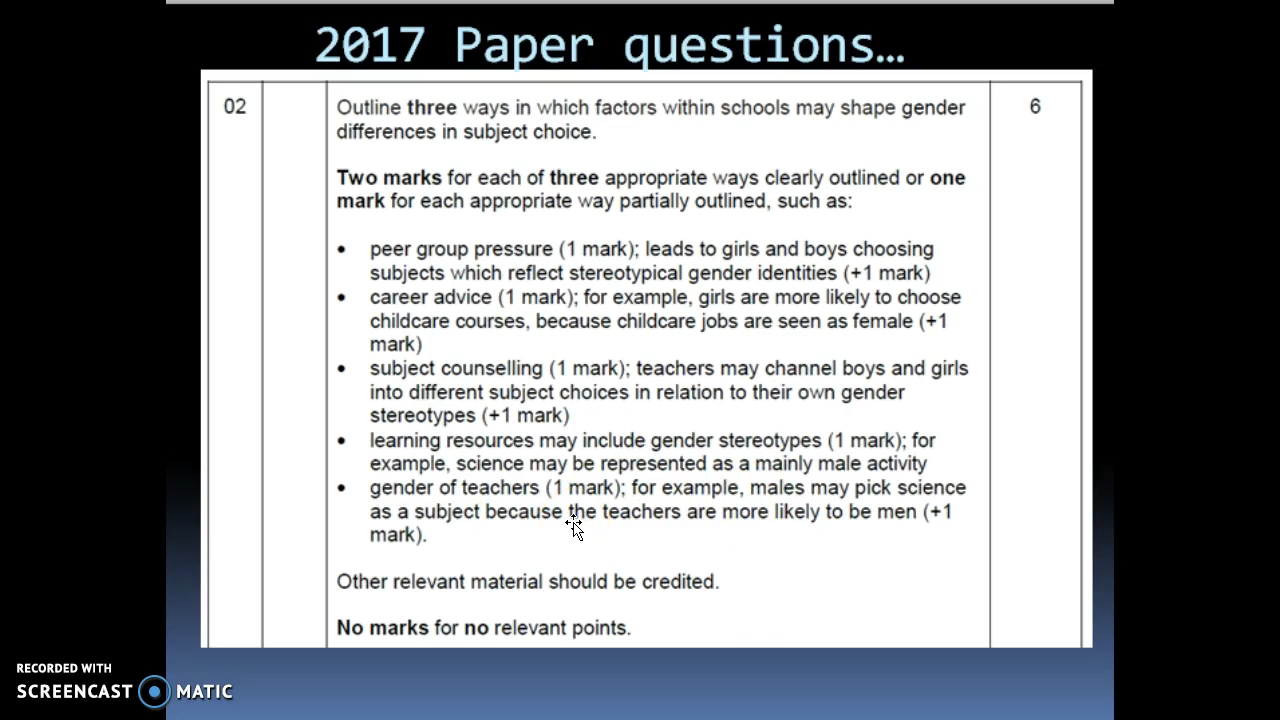 2017 Paper questions…
02
Outline three ways in which factors within schools may shape gender
6
differences in subject choice.
Two marks for each of three appropriate ways clearly outlined or one
mark for each appropriate way partially outlined, such as:
• peer group pressure (1 mark); leads to girls and boys choosing
subjects which reflect stereotypical gender identities (+1 mark)
• career advice (1 mark); for example, girls are more likely to choose
childcare courses, because childcare jobs are seen as female (+1
mark)
• subject counselling (1 mark); teachers may channel boys and girls
into different subject choices in relation to their own gender
stereotypes (+1 mark)
• learning resources may include gender stereotypes (1 mark); for
example, science may be represented as a mainly male activity
• gender of teachers (1 mark); for example, males may pick science
as a subject because the teachers are more likely to be men (+1
mark).
Other relevant material should be credited.
No marks for no relevant points.
RECORDED WITH
SCREENCAST MATIC